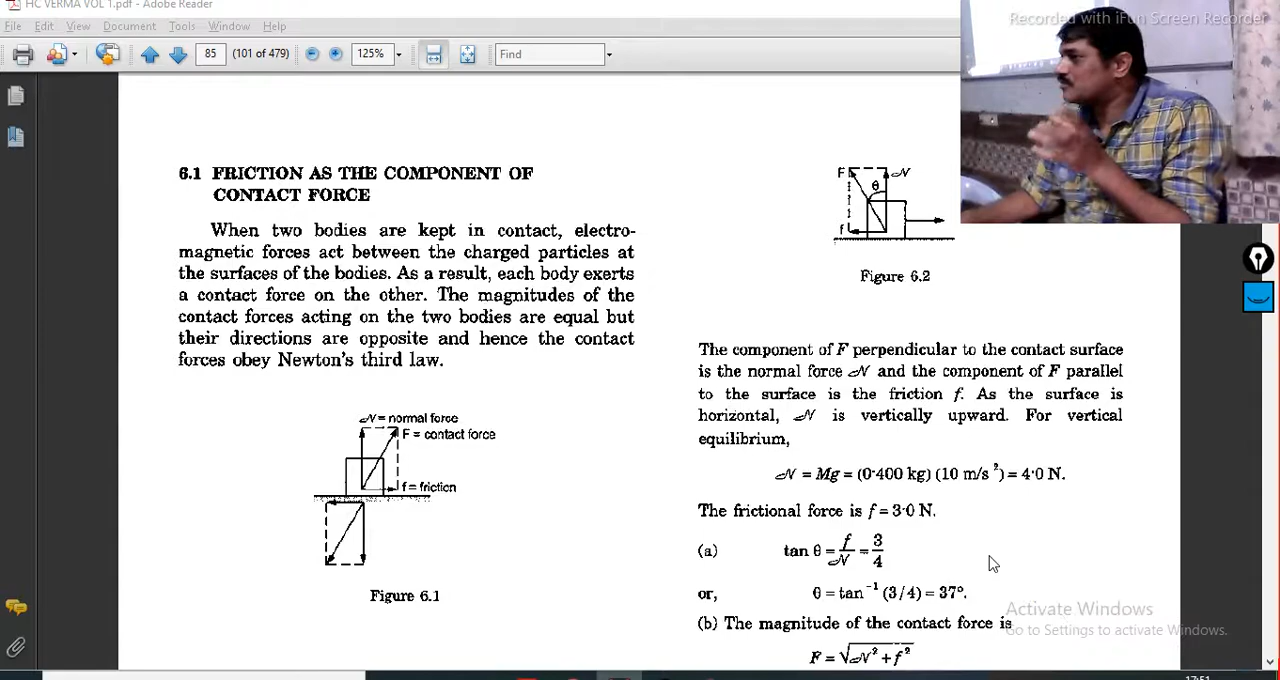 HC VERMA VOL 1.pdf - Adobe Reader
File Edit View Document Tools Window Help
85 (101 of 479) 125% Find
Recorded with iFun Screen Recorder
6.1 FRICTION AS THE COMPONENT OF
CONTACT FORCE
When two bodies are kept in contact, electro-
magnetic forces act between the charged particles at
the surfaces of the bodies. As a result, each body exerts
a contact force on the other. The magnitudes of the
contact forces acting on the two bodies are equal but
their directions are opposite and hence the contact
forces obey Newton's third law.
𝒩 = normal force
F = contact force
f = friction
Figure 6.1
F 𝒩
θ
f
Figure 6.2
The component of F perpendicular to the contact surface
is the normal force 𝒩 and the component of F parallel
to the surface is the friction f. As the surface is
horizontal, 𝒩 is vertically upward. For vertical
equilibrium,
𝒩 = Mg = (0·400 kg) (10 m/s²) = 4·0 N.
The frictional force is f = 3·0 N.
(a) tan θ = f/𝒩 = 3/4
or, θ = tan⁻¹ (3/4) = 37°.
(b) The magnitude of the contact force is
F = √𝒩² + f²
Activate Windows
Go to Settings to activate Windows.
17:51